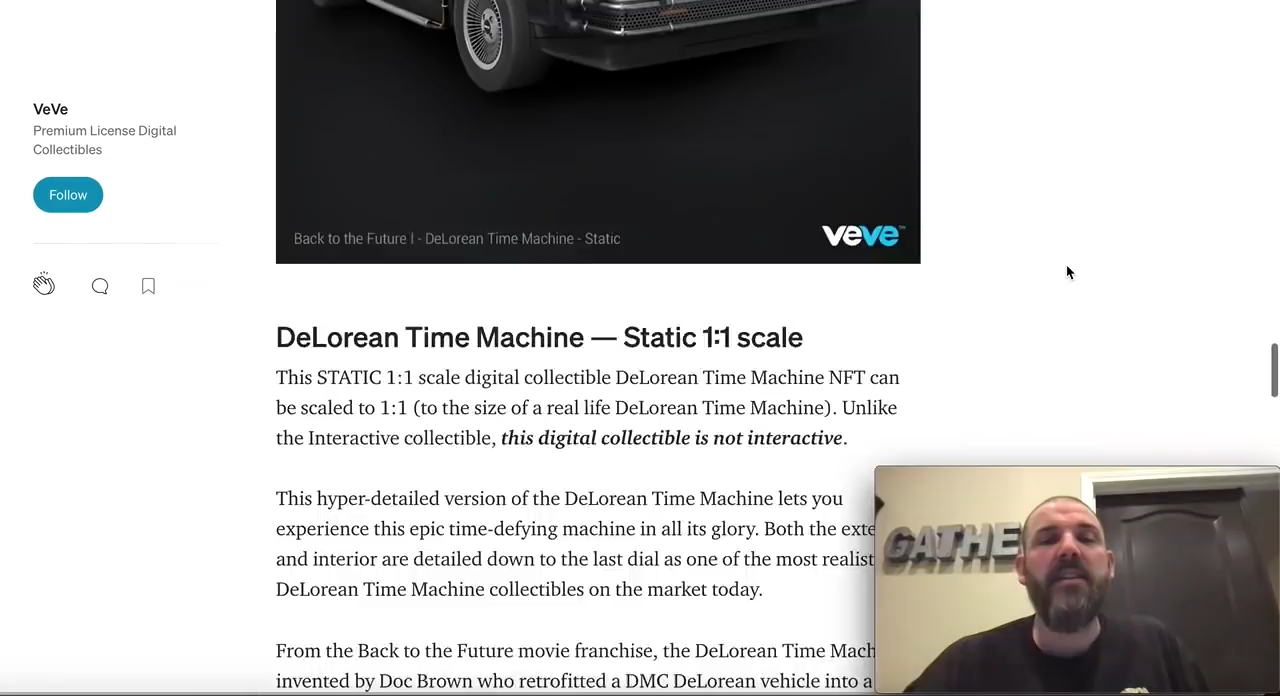 VeVe
Premium License Digital
Collectibles
Follow
Back to the Future I - DeLorean Time Machine - Static
veve™
DeLorean Time Machine — Static 1:1 scale
This STATIC 1:1 scale digital collectible DeLorean Time Machine NFT can
be scaled to 1:1 (to the size of a real life DeLorean Time Machine). Unlike
the Interactive collectible, this digital collectible is not interactive.
This hyper-detailed version of the DeLorean Time Machine lets you
experience this epic time-defying machine in all its glory. Both the exte
and interior are detailed down to the last dial as one of the most realist
DeLorean Time Machine collectibles on the market today.
From the Back to the Future movie franchise, the DeLorean Time Mach
invented by Doc Brown who retrofitted a DMC DeLorean vehicle into a
GATHE